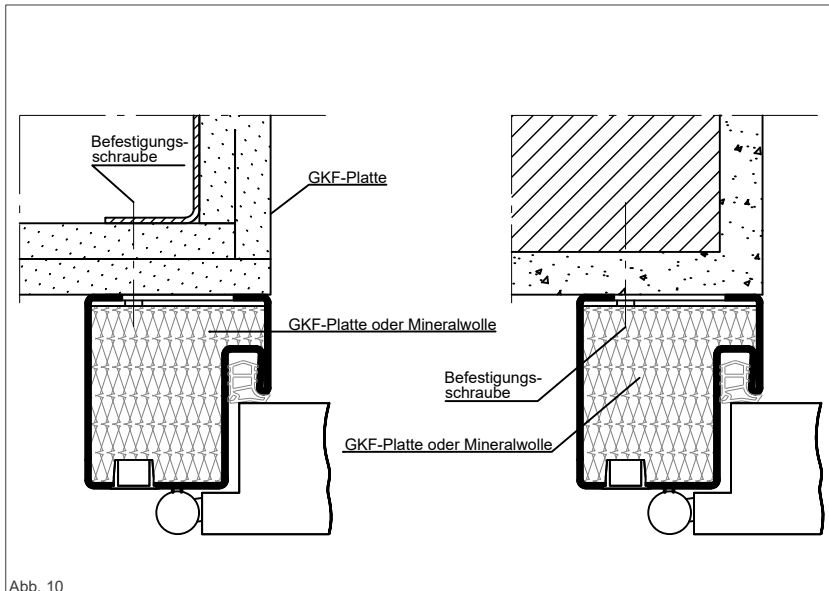 Befestigungs-
schraube
GKF-Platte
GKF-Platte oder Mineralwolle
Befestigungs-
schraube
GKF-Platte oder Mineralwolle
Abb. 10